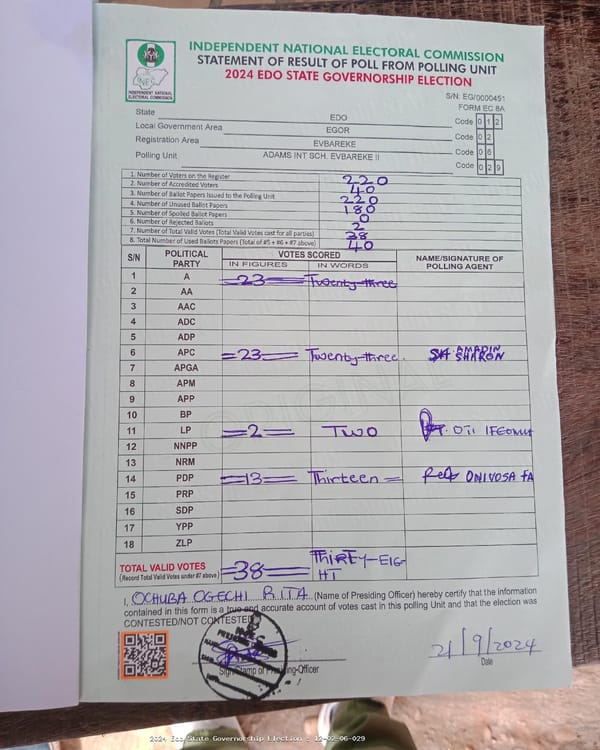 INDEPENDENT NATIONAL ELECTORAL COMMISSION
STATEMENT OF RESULT OF POLL FROM POLLING UNIT
2024 EDO STATE GOVERNORSHIP ELECTION
INEC
INDEPENDENT NATIONAL ELECTORAL COMMISSION
S/N: EG/0000451
FORM EC 8A
State EDO Code 0 1 2
Local Government Area EGOR Code 0 2
Registration Area EVBAREKE Code 0 6
Polling Unit ADAMS INT SCH. EVBAREKE II Code 0 2 9
1. Number of Voters on the Register 220
2. Number of Accredited Voters 40
3. Number of Ballot Papers Issued to the Polling Unit 220
4. Number of Unused Ballot Papers 180
5. Number of Spoiled Ballot Papers 0
6. Number of Rejected Ballots 2
7. Number of Total Valid Votes (Total Valid Votes cast for all parties) 38
8. Total Number of Used Ballots Papers (Total of #5 + #6 + #7 above) 40
S/N POLITICAL PARTY VOTES SCORED NAME/SIGNATURE OF POLLING AGENT
IN FIGURES IN WORDS
1 A 23 Twenty-three
2 AA
3 AAC
4 ADC
5 ADP
6 APC =23= Twenty-three. AMADIN SHARON
7 APGA
8 APM
9 APP
10 BP
11 LP =2= TWO OTI IFEOMA
12 NNPP
13 NRM
14 PDP =13= Thirteen = ONIVOSA FA
15 PRP
16 SDP
17 YPP
18 ZLP
ORIGINAL
TOTAL VALID VOTES =38= THIRTY-EIG-
(Record Total Valid Votes under #7 above) HT
I, OCHUBA OGECHI RITA (Name of Presiding Officer) hereby certify that the information
contained in this form is a true and accurate account of votes cast in this polling Unit and that the election was
CONTESTED/NOT CONTESTED
Sign/Stamp of Presiding Officer
21/9/2024
Date
2024 Edo State Governorship Election - 12-02-06-029